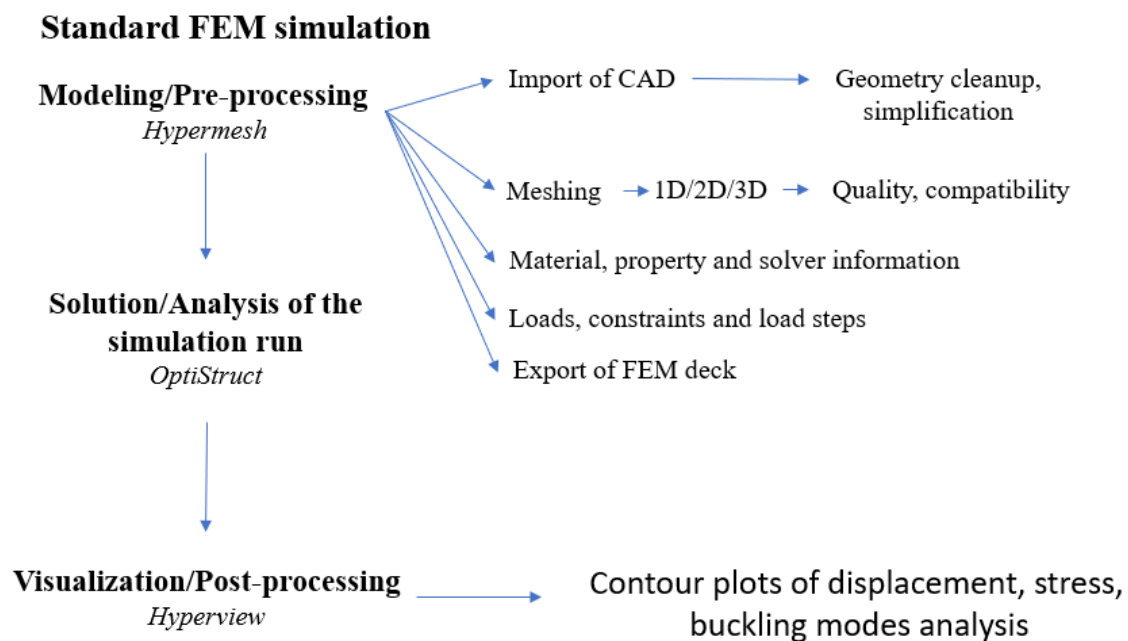 Standard FEM simulation
Modeling/Pre-processing
Hypermesh
Import of CAD
Geometry cleanup,
simplification
Meshing
1D/2D/3D
Quality, compatibility
Material, property and solver information
Loads, constraints and load steps
Export of FEM deck
Solution/Analysis of the
simulation run
OptiStruct
Visualization/Post-processing
Hyperview
Contour plots of displacement, stress,
buckling modes analysis